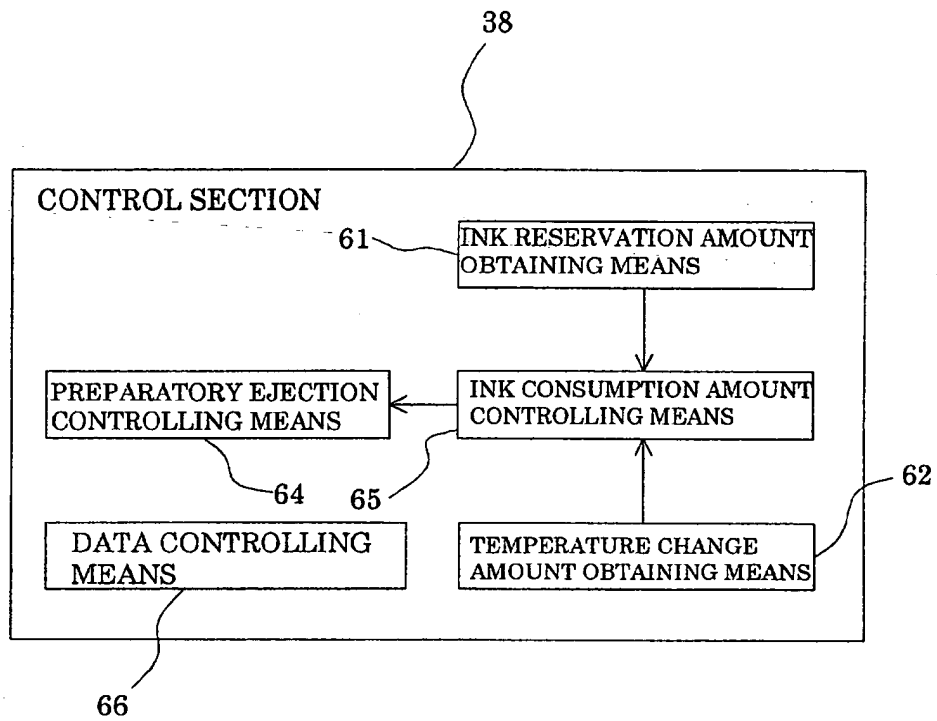 38
CONTROL SECTION
61
INK RESERVATION AMOUNT
OBTAINING MEANS
PREPARATORY EJECTION
CONTROLLING MEANS
INK CONSUMPTION AMOUNT
CONTROLLING MEANS
64
65
62
DATA CONTROLLING
MEANS
TEMPERATURE CHANGE
AMOUNT OBTAINING MEANS
66